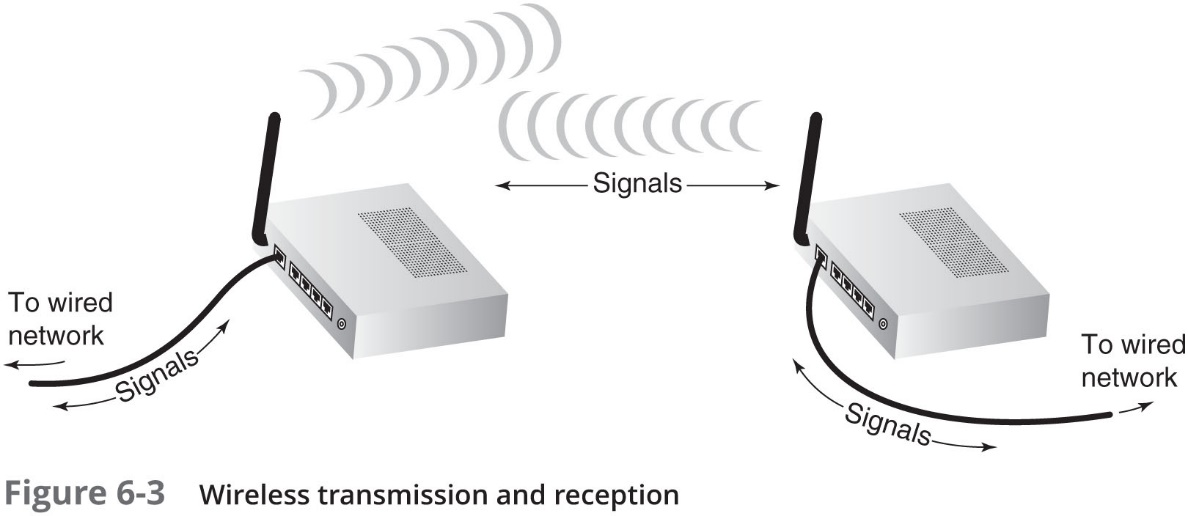 Signals
To wired
network
Signals
To wired
network
Signals
Figure 6-3 Wireless transmission and reception